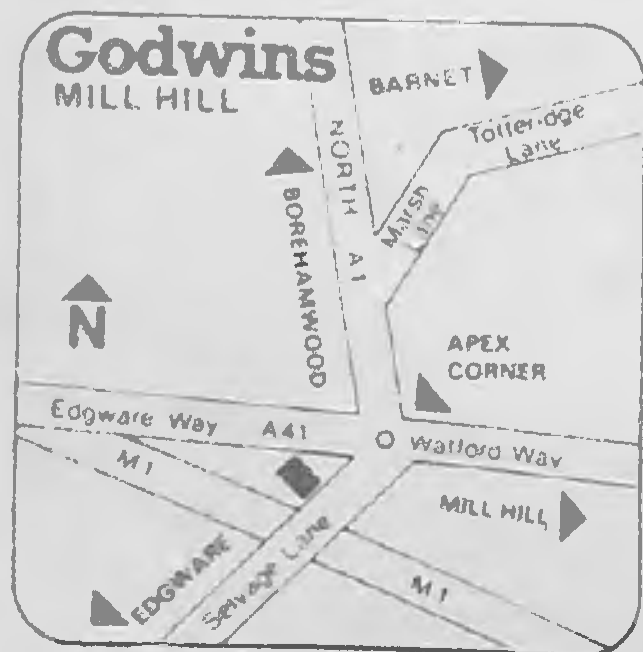 Godwins
MILL HILL
BARNET
Totteridge
Lane
NORTH A1
Marsh
Lane
BOREHAMWOOD
N
APEX
CORNER
Edgware Way A41
Watford Way
M1
MILL HILL
EDGWARE
Selvage Lane
M1